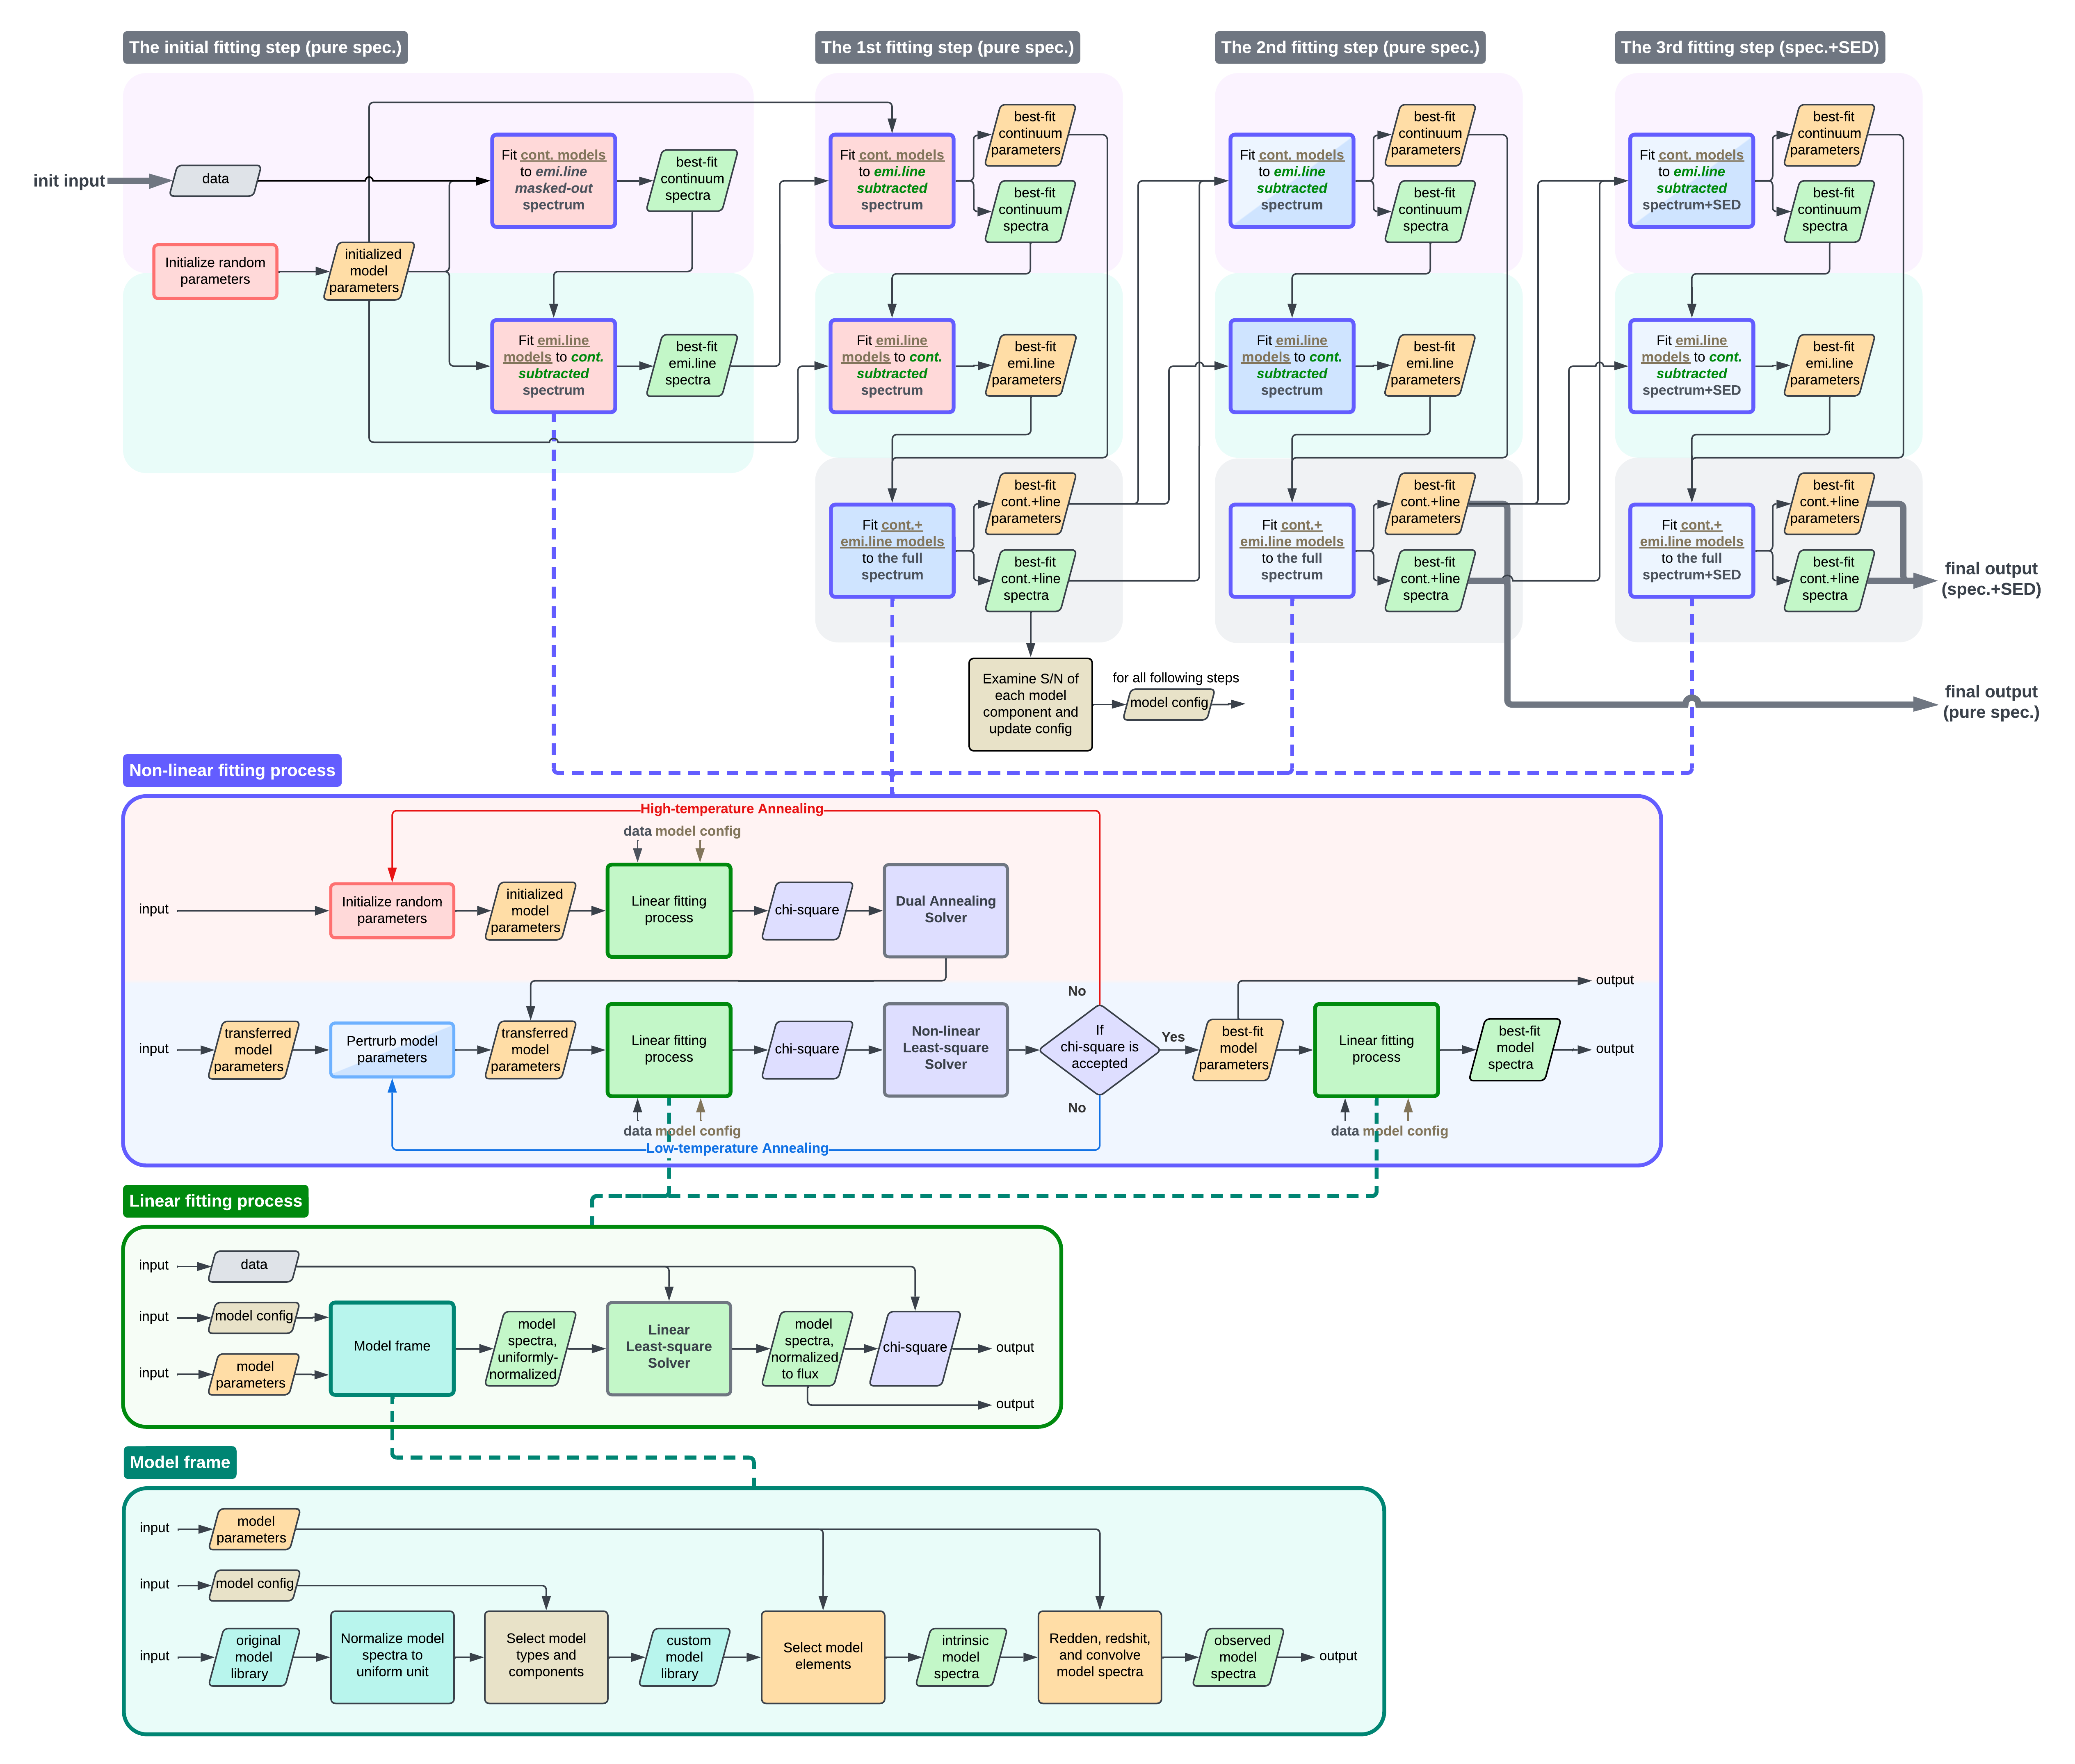 The initial fitting step (pure spec.)
The 1st fitting step (pure spec.)
The 2nd fitting step (pure spec.)
The 3rd fitting step (spec.+SED)
init input
data
Initialize random
parameters
initialized
model
parameters
Fit cont. models
to emi.line
masked-out
spectrum
best-fit
continuum
spectra
Fit emi.line
models to cont.
subtracted
spectrum
best-fit
emi.line
spectra
Fit cont. models
to emi.line
subtracted
spectrum
best-fit
continuum
parameters
best-fit
continuum
spectra
Fit emi.line
models to cont.
subtracted
spectrum
best-fit
emi.line
parameters
Fit cont.+
emi.line models
to the full
spectrum
best-fit
cont.+line
parameters
best-fit
cont.+line
spectra
Examine S/N of
each model
component and
update config
for all following steps
model config
Fit cont. models
to emi.line
subtracted
spectrum
best-fit
continuum
parameters
best-fit
continuum
spectra
Fit emi.line
models to cont.
subtracted
spectrum
best-fit
emi.line
parameters
Fit cont.+
emi.line models
to the full
spectrum
best-fit
cont.+line
parameters
best-fit
cont.+line
spectra
Fit cont. models
to emi.line
subtracted
spectrum+SED
best-fit
continuum
parameters
best-fit
continuum
spectra
Fit emi.line
models to cont.
subtracted
spectrum+SED
best-fit
emi.line
parameters
Fit cont.+
emi.line models
to the full
spectrum+SED
best-fit
cont.+line
parameters
best-fit
cont.+line
spectra
final output
(spec.+SED)
final output
(pure spec.)
Non-linear fitting process
High-temperature Annealing
data model config
input
Initialize random
parameters
initialized
model
parameters
Linear fitting
process
chi-square
Dual Annealing
Solver
input
transferred
model
parameters
Pertrurb model
parameters
transferred
model
parameters
Linear fitting
process
chi-square
Non-linear
Least-square
Solver
No
If
chi-square is
accepted
Yes
No
best-fit
model
parameters
Linear fitting
process
best-fit
model
spectra
output
output
data model config
data model config
Low-temperature Annealing
Linear fitting process
input
data
input
model config
input
model
parameters
Model frame
model
spectra,
uniformly-
normalized
Linear
Least-square
Solver
model
spectra,
normalized
to flux
chi-square
output
output
Model frame
input
model
parameters
input
model config
input
original
model
library
Normalize model
spectra to
uniform unit
Select model
types and
components
custom
model
library
Select model
elements
intrinsic
model
spectra
Redden, redshit,
and convolve
model spectra
observed
model
spectra
output